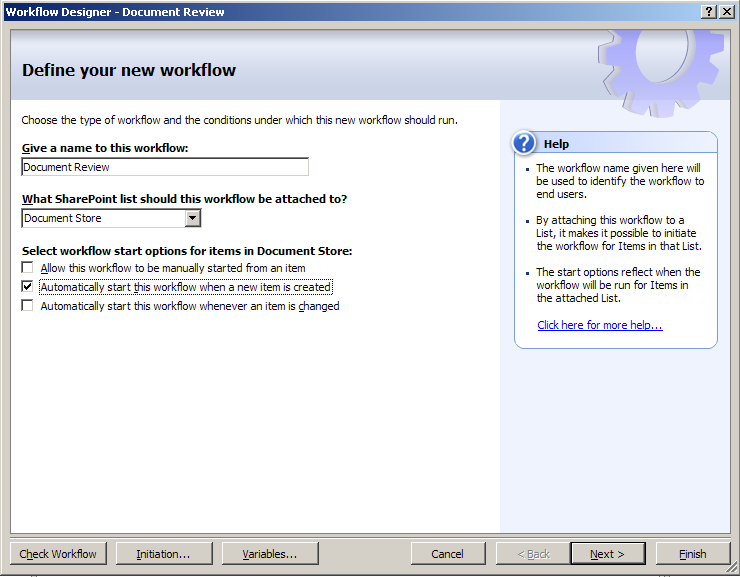 Workflow Designer - Document Review
Define your new workflow
Choose the type of workflow and the conditions under which this new workflow should run.
Give a name to this workflow:
Document Review
What SharePoint list should this workflow be attached to?
Document Store
Select workflow start options for items in Document Store:
Allow this workflow to be manually started from an item
Automatically start this workflow when a new item is created
Automatically start this workflow whenever an item is changed
? Help
• The workflow name given here will
be used to identify the workflow to
end users.
• By attaching this workflow to a
List, it makes it possible to initiate
the workflow for Items in that List.
• The start options reflect when the
workflow will be run for Items in
the attached List.
Click here for more help...
Check Workflow Initiation... Variables... Cancel < Back Next > Finish